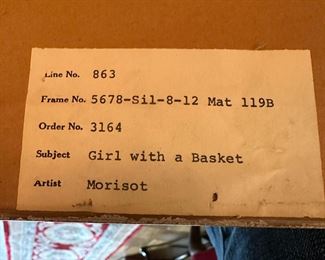 Line No. 863
Frame No. 5678-Sil-8-12 Mat 119B
Order No. 3164
Subject Girl with a Basket
Artist Morisot